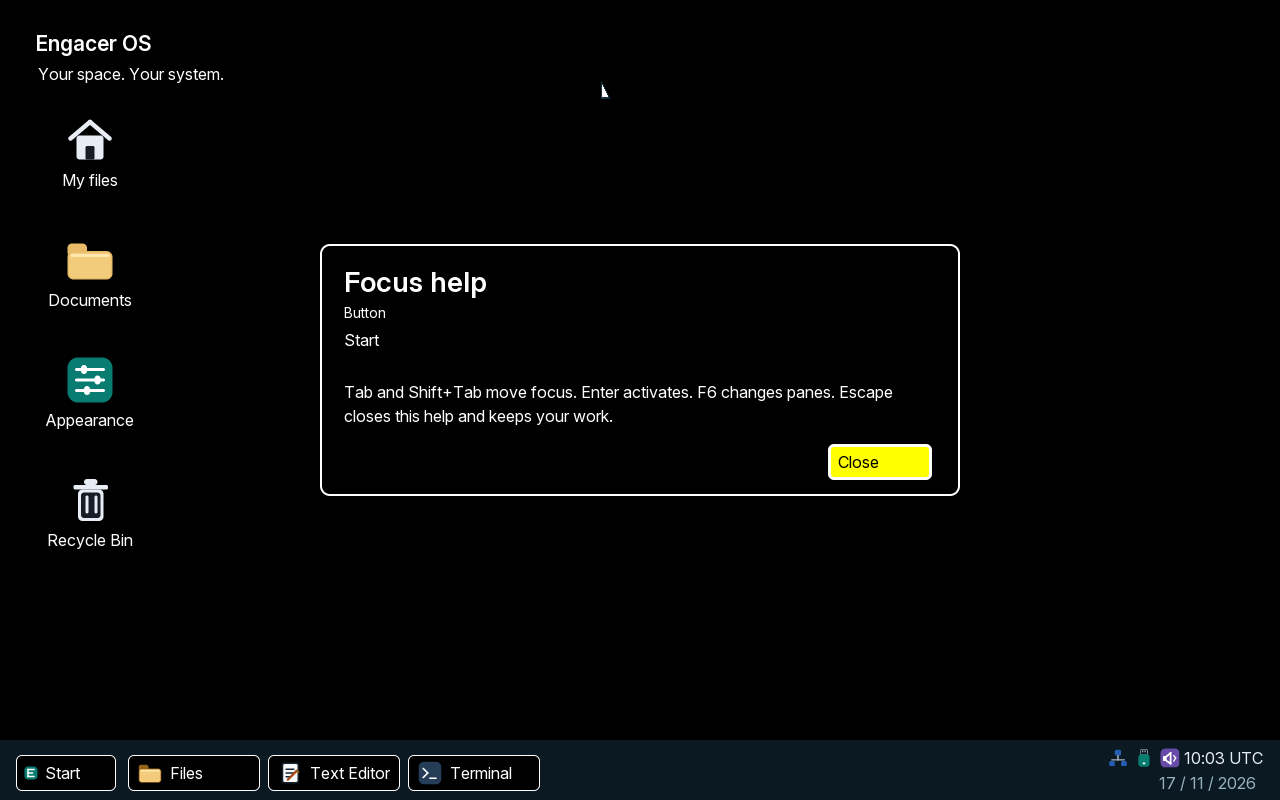 Engacer OS
Your space. Your system.
My files
Documents
Appearance
Recycle Bin
Focus help
Button
Start
Tab and Shift+Tab move focus. Enter activates. F6 changes panes. Escape
closes this help and keeps your work.
Close
E Start
Files
Text Editor
Terminal
10:03 UTC
17 / 11 / 2026